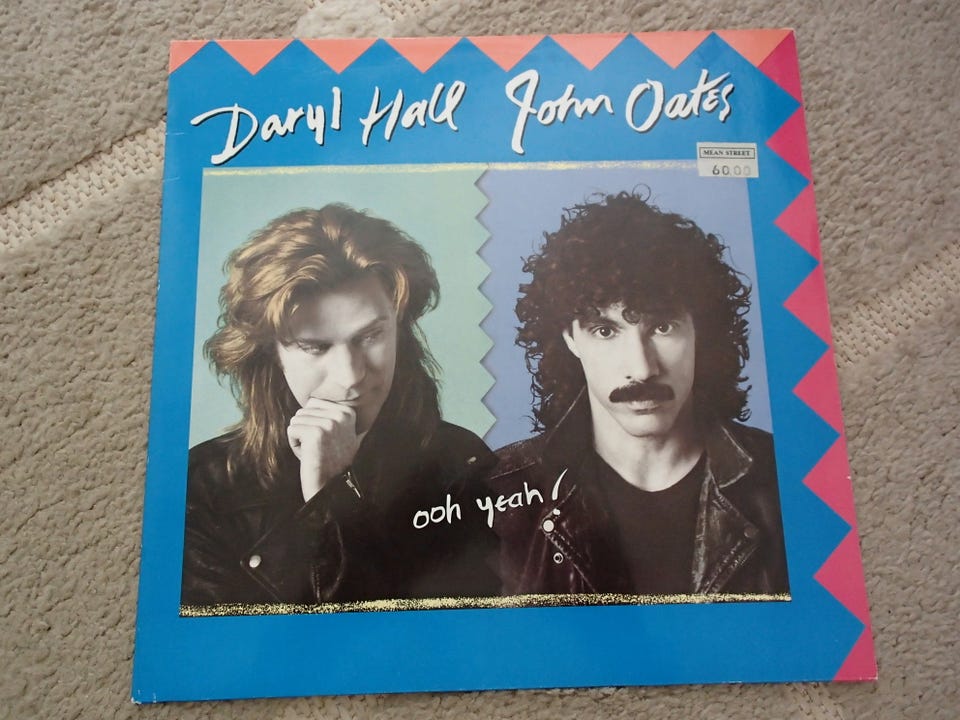 Daryl Hall John Oates
MEAN STREET
60.00
ooh yeah!